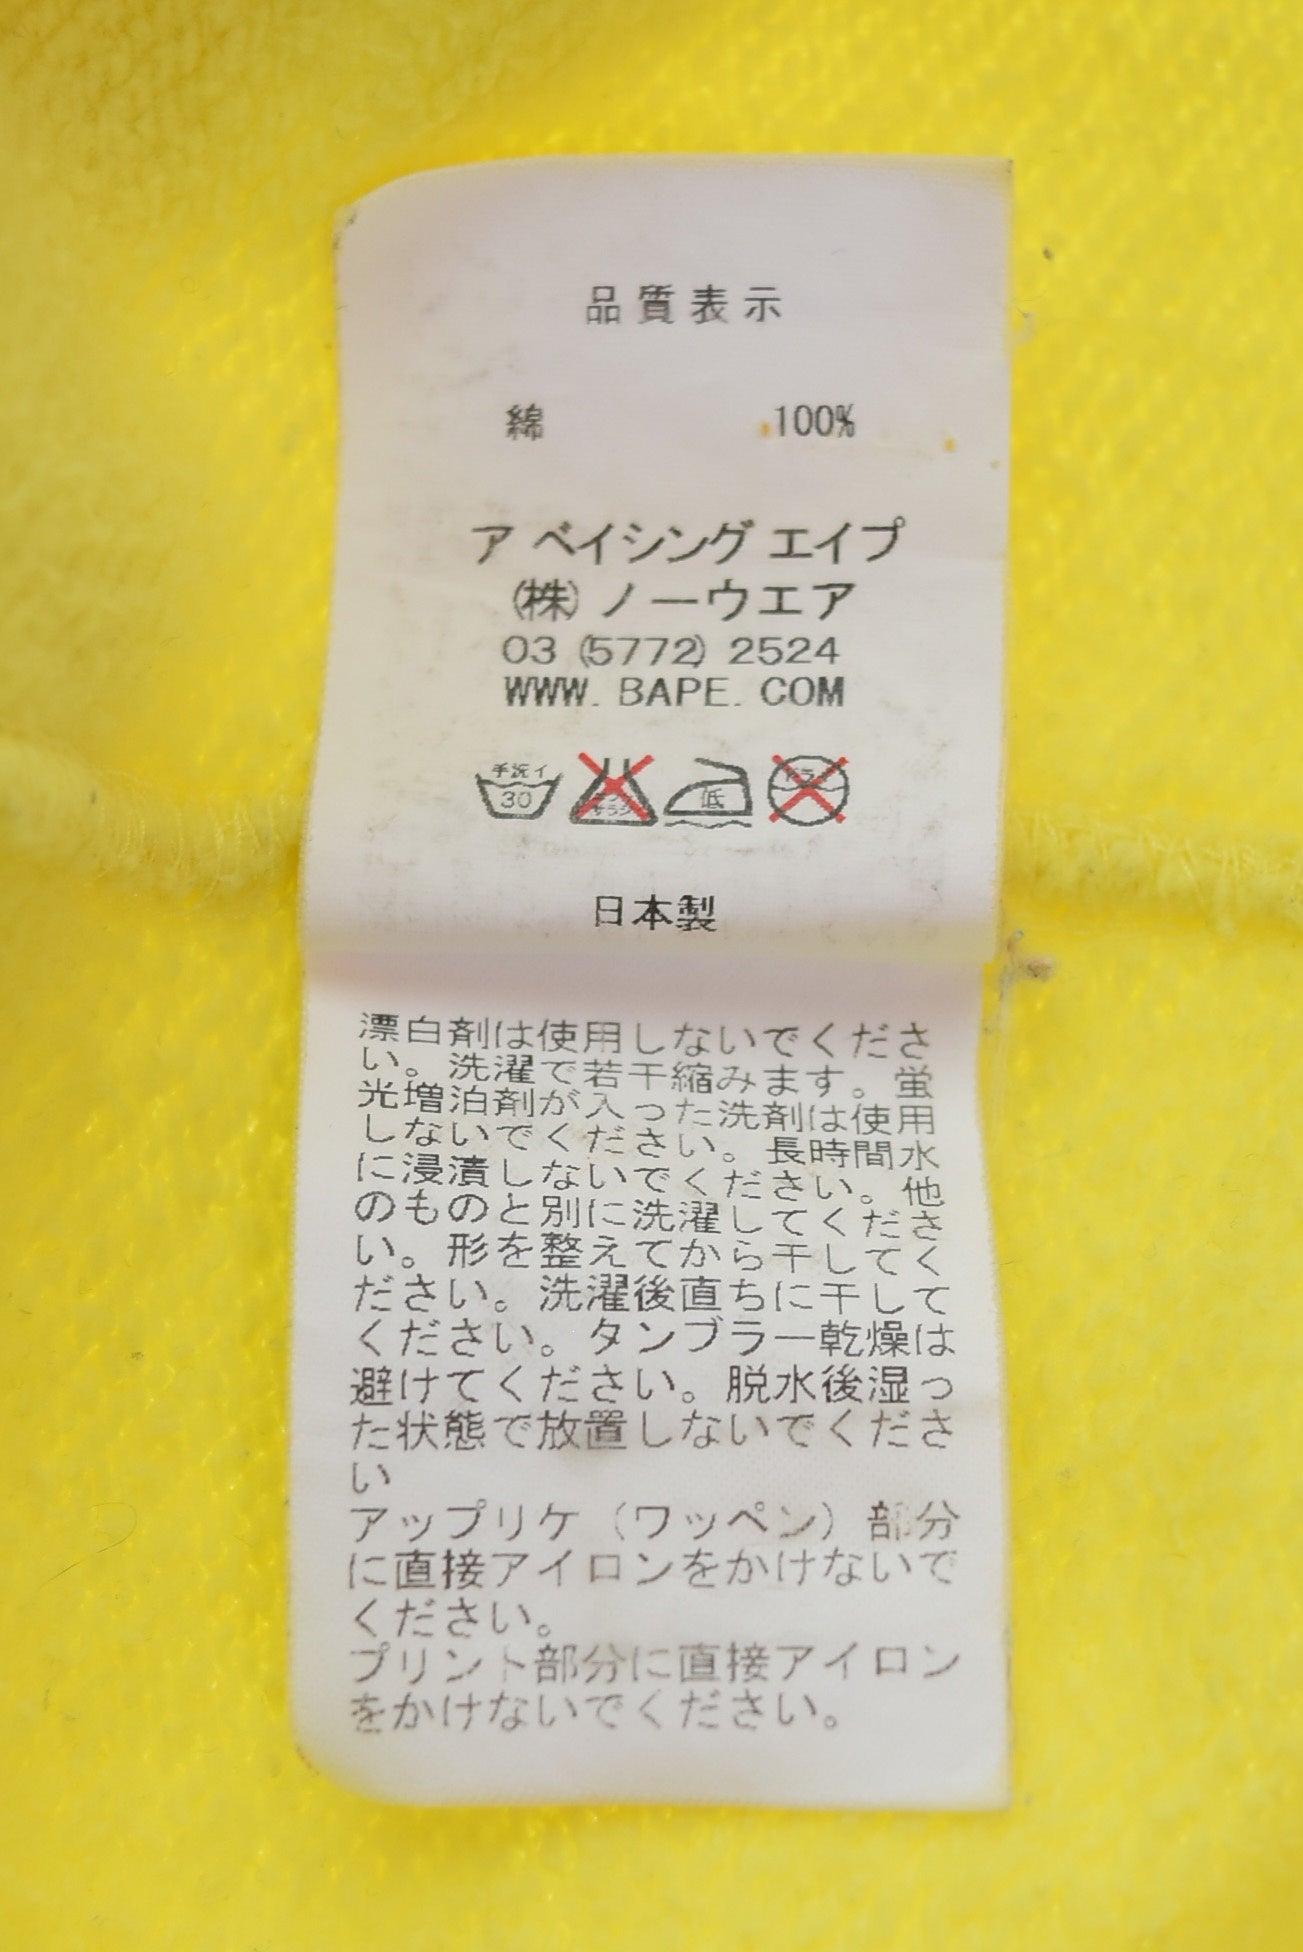 品質表示
綿 100%
ア ベイシング エイプ
(株) ノーウエア
03 (5772) 2524
WWW. BAPE. COM
手洗イ
30
低
日本製
漂白剤は使用しないでくださ
い。洗濯で若干縮みます。蛍
光増泊剤が入った洗剤は使用
しないでください。長時間水
に浸漬しないでください。他
のものと別に洗濯してくださ
い。形を整えてから干してく
ださい。洗濯後直ちに干して
ください。タンブラー乾燥は
避けてください。脱水後湿っ
た状態で放置しないでくださ
い
アップリケ（ワッペン）部分
に直接アイロンをかけないで
ください。
プリント部分に直接アイロン
をかけないでください。